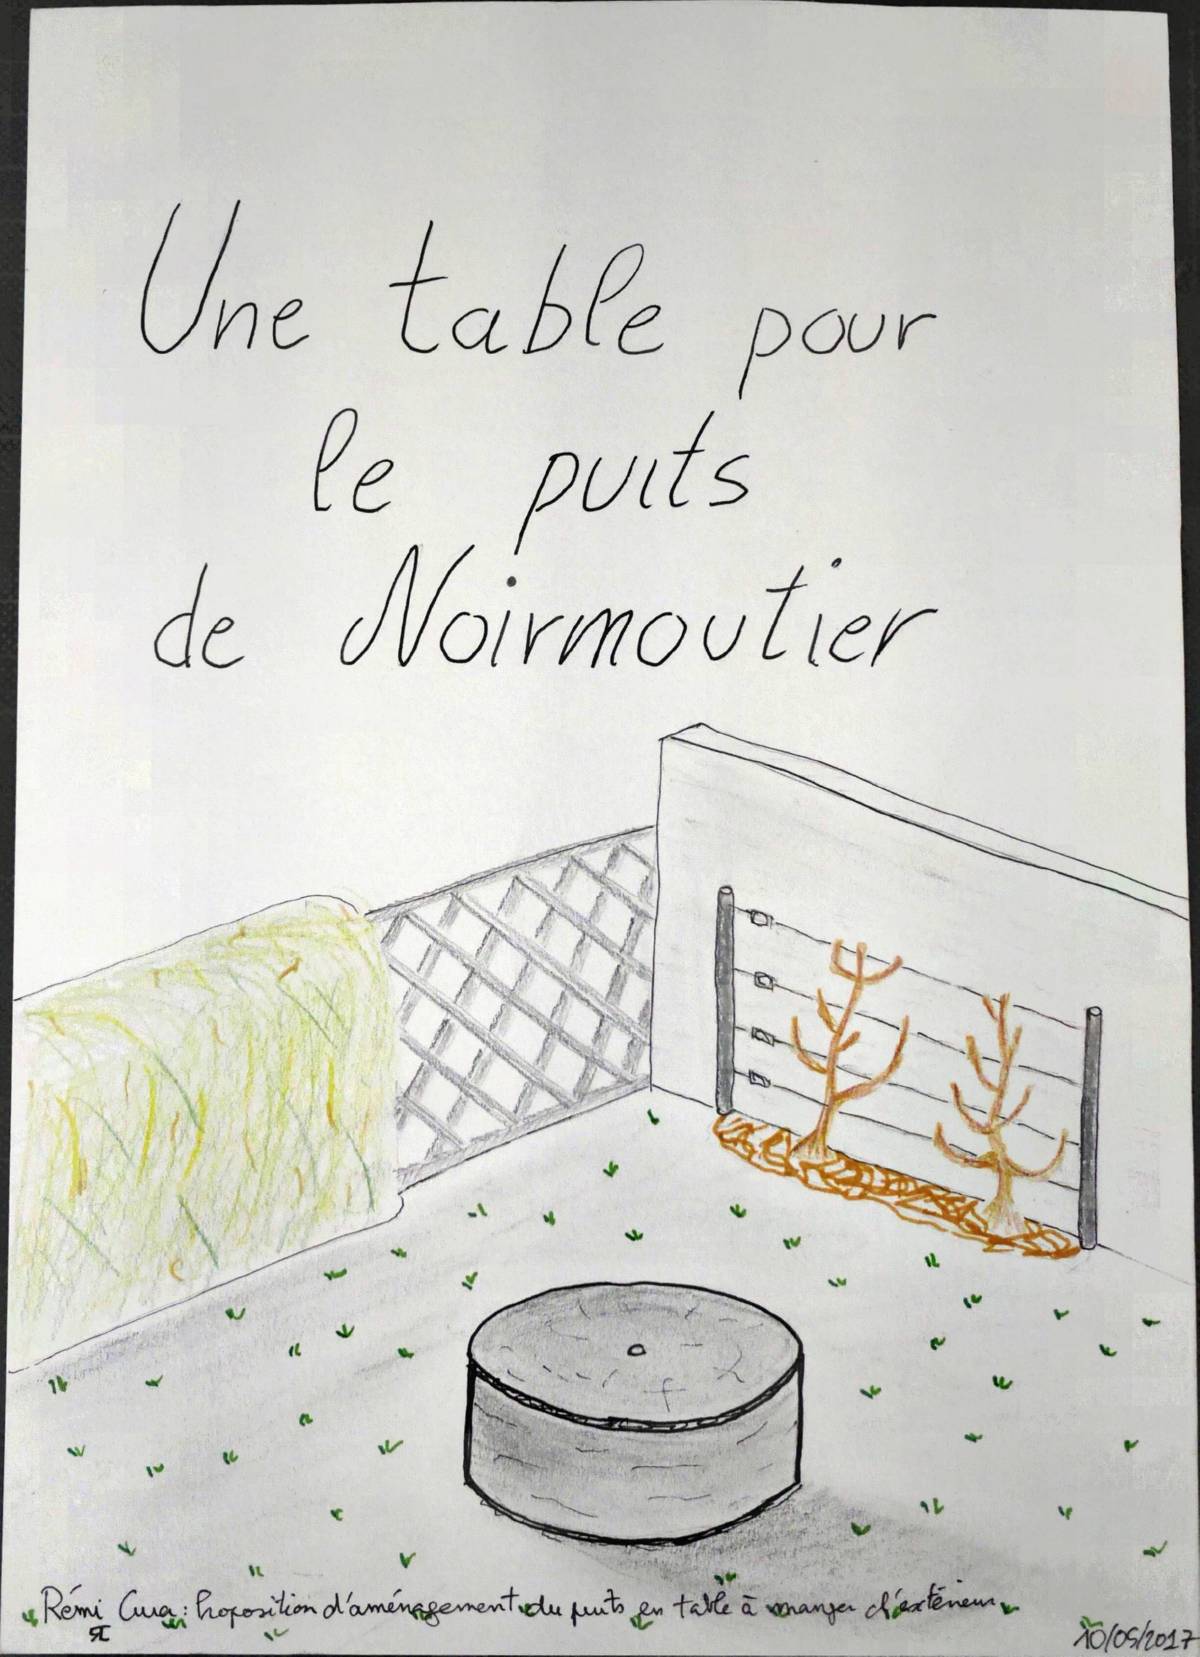 Une table pour
le puits
de Noirmoutier
Rémi Cura : Proposition d'aménagement du puits en table à manger d'extérieur
10/05/2017